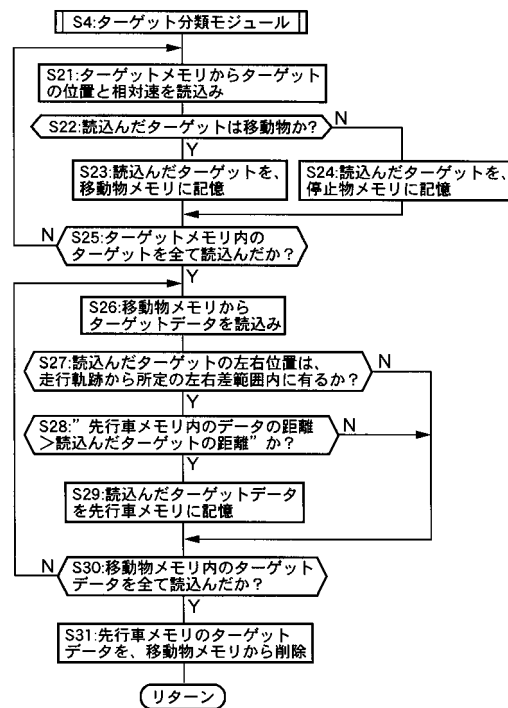 S4:ターゲット分類モジュール
S21:ターゲットメモリからターゲット
の位置と相対速を読込み
S22:読込んだターゲットは移動物か?
N
Y
S23:読込んだターゲットを、
移動物メモリに記憶
S24:読込んだターゲットを、
停止物メモリに記憶
N
S25:ターゲットメモリ内の
ターゲットを全て読込んだか?
Y
S26:移動物メモリから
ターゲットデータを読込み
S27:読込んだターゲットの左右位置は、
走行軌跡から所定の左右差範囲内に有るか?
N
Y
S28:”先行車メモリ内のデータの距離
>読込んだターゲットの距離”か?
N
Y
S29:読込んだターゲットデータ
を先行車メモリに記憶
N
S30:移動物メモリ内のターゲット
データを全て読込んだか?
Y
S31:先行車メモリのターゲット
データを、移動物メモリから削除
リターン